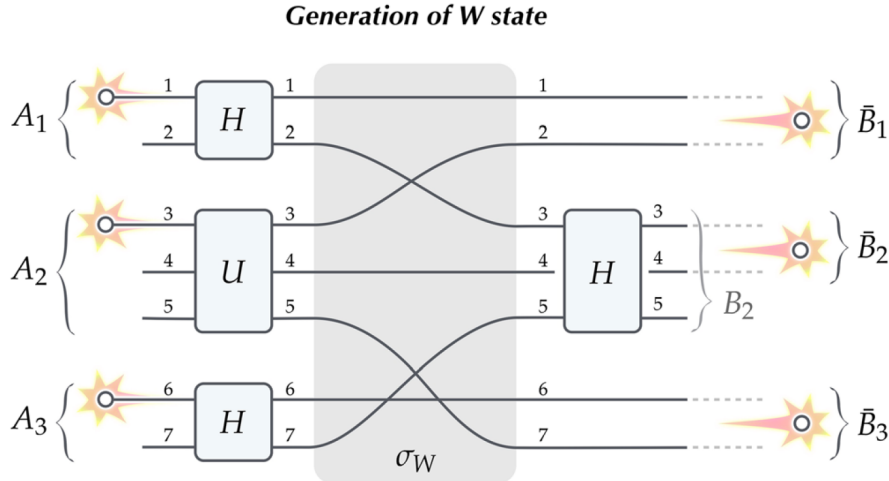 Generation of W state
A₁ 1 H 1 1 B̄₁
2 2 2
A₂ 3 U 3 3 H 3 B̄₂
4 4 4 4 B₂
5 5 5 5
A₃ 6 H 6 6 B̄₃
7 7 7
σ_W